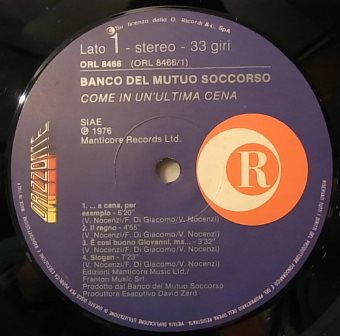 su licenza della G. Ricordi & C. SpA
Lato 1 - stereo - 33 giri
ORL 8466 (ORL 8466/1)
BANCO DEL MUTUO SOCCORSO
COME IN UN'ULTIMA CENA
SIAE
℗ 1976
Manticore Records Ltd.
ORIZZONTE
R
1. ... a cena, per
esempio - 6'20"
V. Nocenzi/F. Di Giacomo/V. Nocenzi)
2. Il ragno - 4'55"
V. Nocenzi/F. Di Giacomo/V. Nocenzi)
3. È così buono Giovanni, ma... - 3'32"
(V. Nocenzi/F. Di Giacomo/V. Nocenzi)
4. Slogan - 7'23"
(V. Nocenzi/F. Di Giacomo/V. Nocenzi)
Edizioni Manticore Music Ltd./
Franton Music Srl.
Prodotto dal Banco del Mutuo Soccorso
Produttore Esecutivo David Zard